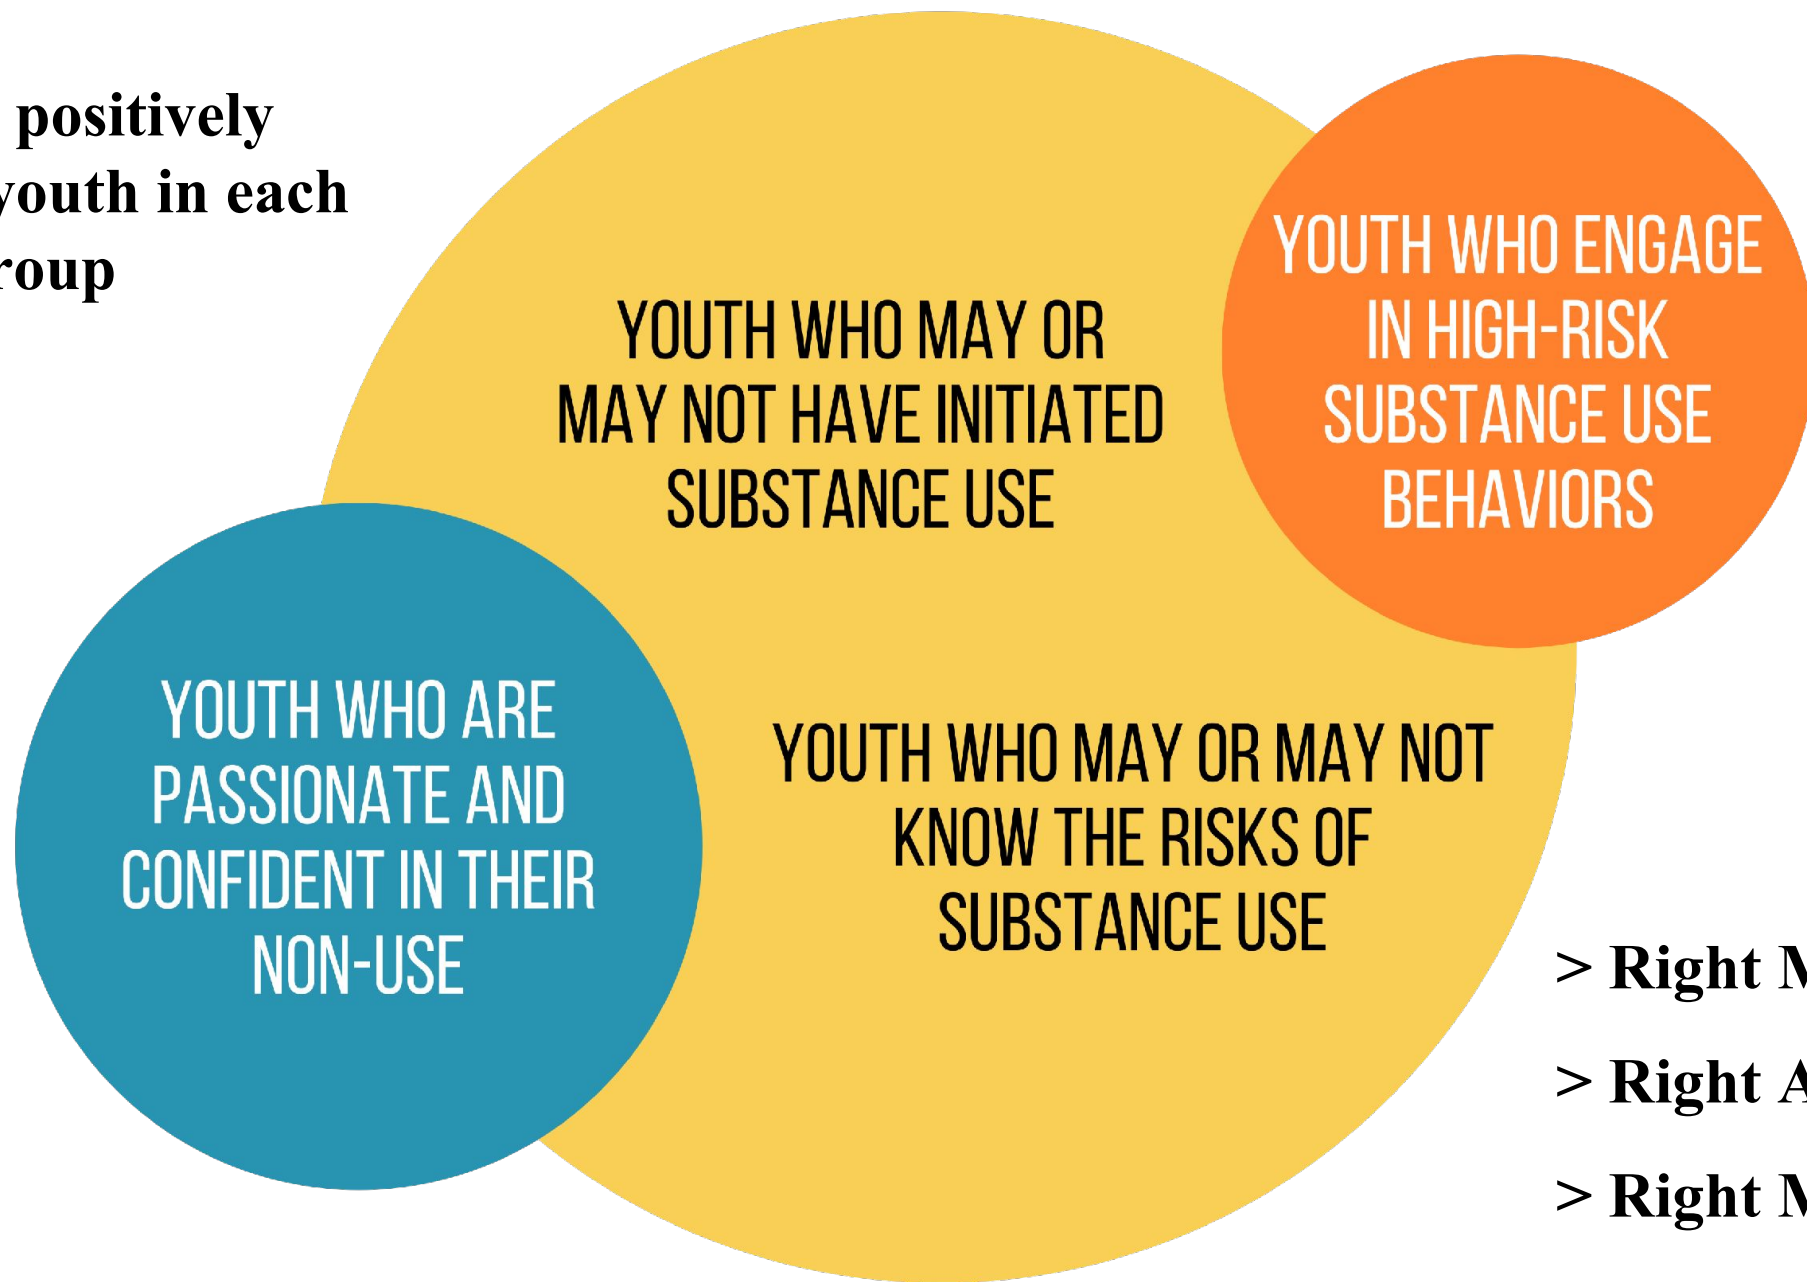 positively
youth in each
roup
YOUTH WHO MAY OR
MAY NOT HAVE INITIATED
SUBSTANCE USE
YOUTH WHO ENGAGE
IN HIGH-RISK
SUBSTANCE USE
BEHAVIORS
YOUTH WHO ARE
PASSIONATE AND
CONFIDENT IN THEIR
NON-USE
YOUTH WHO MAY OR MAY NOT
KNOW THE RISKS OF
SUBSTANCE USE
> Right
> Right
> Right